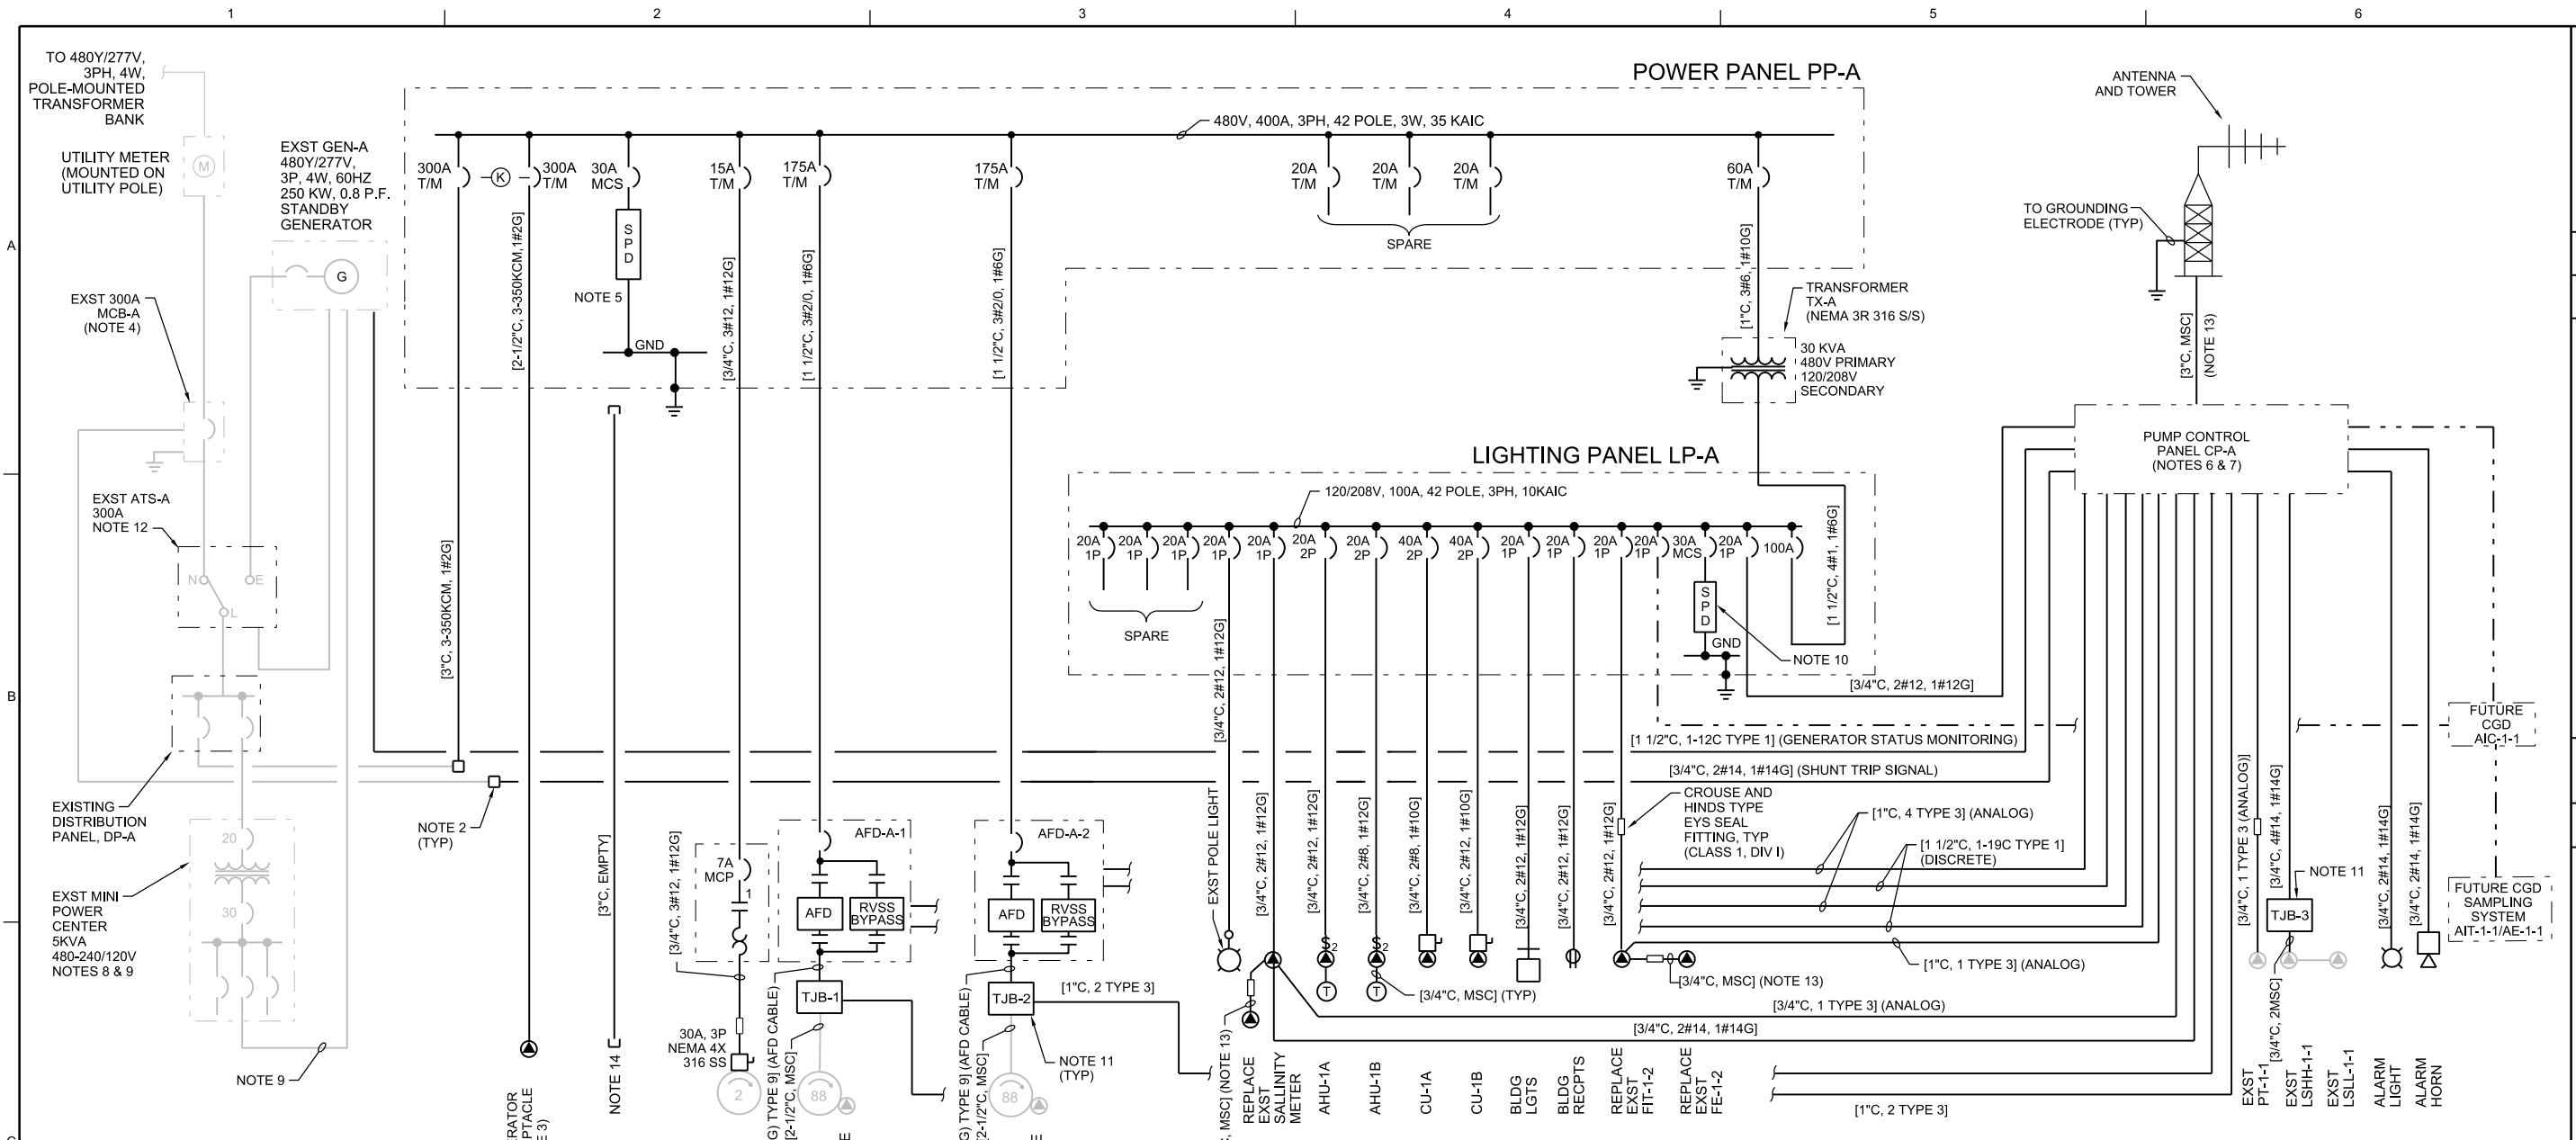 1
2
3
4
5
6
A
B
TO 480Y/277V,
3PH, 4W,
POLE-MOUNTED
TRANSFORMER
BANK
UTILITY METER
(MOUNTED ON
UTILITY POLE)
M
EXST GEN-A
480Y/277V,
3P, 4W, 60HZ
250 KW, 0.8 P.F.
STANDBY
GENERATOR
G
EXST 300A
MCB-A
(NOTE 4)
EXST ATS-A
300A
NOTE 12
N
E
L
EXISTING
DISTRIBUTION
PANEL, DP-A
EXST MINI
POWER
CENTER
5KVA
480-240/120V
NOTES 8 & 9
20
30
NOTE 9
POWER PANEL PP-A
480V, 400A, 3PH, 42 POLE, 3W, 35 KAIC
300A
T/M
K
300A
T/M
30A
MCS
15A
T/M
175A
T/M
175A
T/M
20A
T/M
20A
T/M
20A
T/M
60A
T/M
SPARE
SPD
NOTE 5
GND
[2-1/2"C, 3-350KCM,1#2G]
[3/4"C, 3#12, 1#12G]
[1 1/2"C, 3#2/0, 1#6G]
[1 1/2"C, 3#2/0, 1#6G]
[1"C, 3#6, 1#10G]
TRANSFORMER
TX-A
(NEMA 3R 316 S/S)
30 KVA
480V PRIMARY
120/208V
SECONDARY
ANTENNA
AND TOWER
TO GROUNDING
ELECTRODE (TYP)
[3"C, MSC]
(NOTE 13)
PUMP CONTROL
PANEL CP-A
(NOTES 6 & 7)
LIGHTING PANEL LP-A
120/208V, 100A, 42 POLE, 3PH, 10KAIC
20A
1P
20A
1P
20A
1P
20A
1P
20A
1P
20A
2P
20A
2P
40A
2P
40A
2P
20A
1P
20A
1P
20A
1P
20A
1P
30A
MCS
20A
1P
100A
SPARE
SPD
GND
NOTE 10
[1 1/2"C, 4#1, 1#6G]
[3/4"C, 2#12, 1#12G]
[3"C, 3-350KCM, 1#2G]
[3/4"C, 2#12, 1#12G]
[1 1/2"C, 1-12C TYPE 1] (GENERATOR STATUS MONITORING)
[3/4"C, 2#14, 1#14G] (SHUNT TRIP SIGNAL)
NOTE 2
(TYP)
[3"C, EMPTY]
NOTE 14
[3/4"C, 3#12, 1#12G]
7A
MCP
1
30A, 3P
NEMA 4X
316 SS
2
AFD-A-1
AFD
RVSS
BYPASS
TJB-1
G) TYPE 9] (AFD CABLE)
[2-1/2"C, MSC]
88
AFD-A-2
AFD
RVSS
BYPASS
TJB-2
G) TYPE 9] (AFD CABLE)
[2-1/2"C, MSC]
88
[1"C, 2 TYPE 3]
NOTE 11
(TYP)
EXST POLE LIGHT
[3/4"C, 2#12, 1#12G]
[3/4"C, 2#12, 1#12G]
[3/4"C, 2#8, 1#12G]
[3/4"C, 2#8, 1#10G]
[3/4"C, 2#12, 1#10G]
[3/4"C, 2#12, 1#12G]
[3/4"C, 2#12, 1#12G]
[3/4"C, 2#12, 1#12G]
CROUSE AND
HINDS TYPE
EYS SEAL
FITTING, TYP
(CLASS 1, DIV I)
[1"C, 4 TYPE 3] (ANALOG)
[1 1/2"C, 1-19C TYPE 1]
(DISCRETE)
[1"C, 1 TYPE 3] (ANALOG)
[3/4"C, MSC] (NOTE 13)
[3/4"C, MSC] (TYP)
[3/4"C, 1 TYPE 3] (ANALOG)
[3/4"C, 2#14, 1#14G]
[1"C, 2 TYPE 3]
S2
S2
T
T
C, MSC] (NOTE 13)
REPLACE
EXST
SALLINITY
METER
AHU-1A
AHU-1B
CU-1A
CU-1B
BLDG
LGTS
BLDG
RECPTS
REPLACE
EXST
FIT-1-2
REPLACE
EXST
FE-1-2
[3/4"C, 1 TYPE 3 (ANALOG)]
[3/4"C, 4#14, 1#14G]
NOTE 11
TJB-3
[3/4"C, 2MSC]
[3/4"C, 2#14, 1#14G]
[3/4"C, 2#14, 1#14G]
EXST
PT-1-1
EXST
LSHH-1-1
EXST
LSLL-1-1
ALARM
LIGHT
ALARM
HORN
FUTURE
CGD
AIC-1-1
FUTURE CGD
SAMPLING
SYSTEM
AIT-1-1/AE-1-1